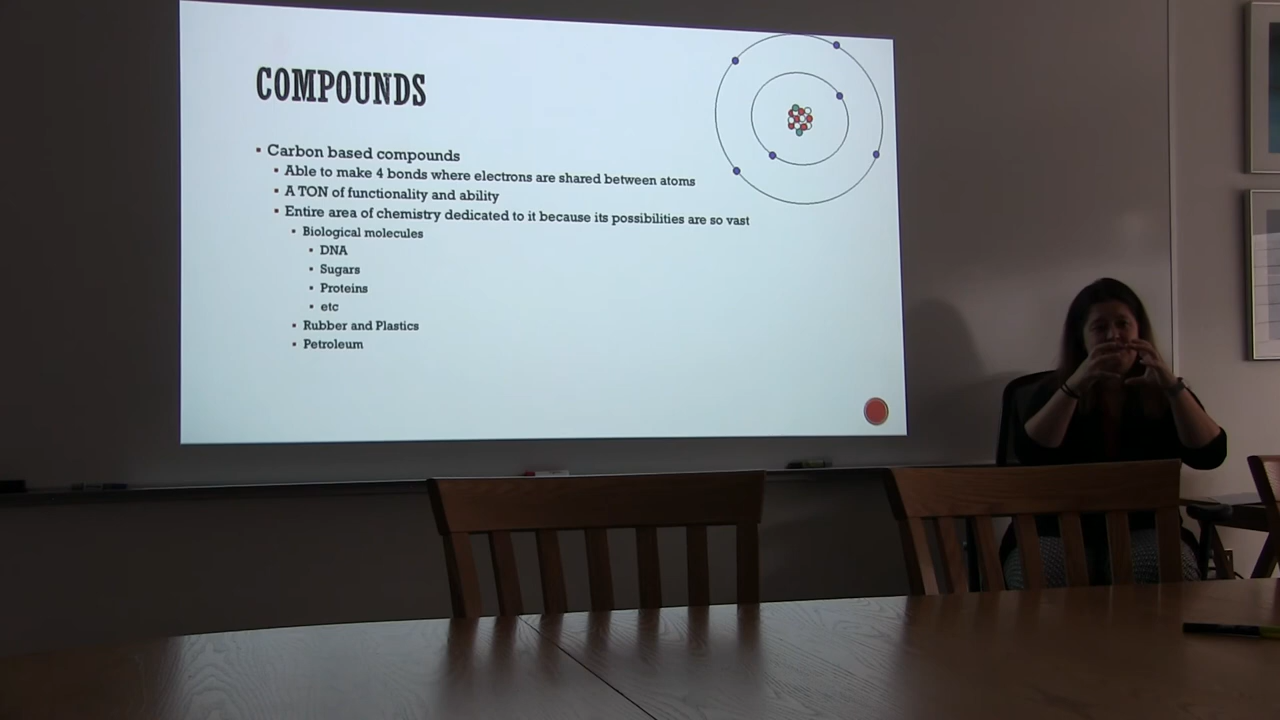 COMPOUNDS
▪ Carbon based compounds
▪ Able to make 4 bonds where electrons are shared between atoms
▪ A TON of functionality and ability
▪ Entire area of chemistry dedicated to it because its possibilities are so vast
▪ Biological molecules
▪ DNA
▪ Sugars
▪ Proteins
▪ etc
▪ Rubber and Plastics
▪ Petroleum